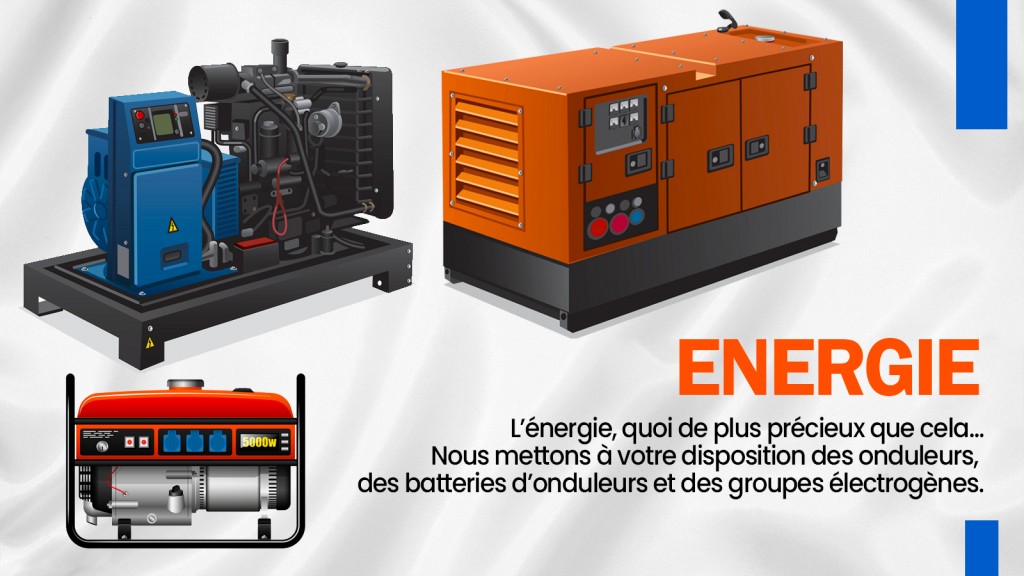 5000w
ENERGIE
L’énergie, quoi de plus précieux que cela...
Nous mettons à votre disposition des onduleurs,
des batteries d’onduleurs et des groupes électrogènes.